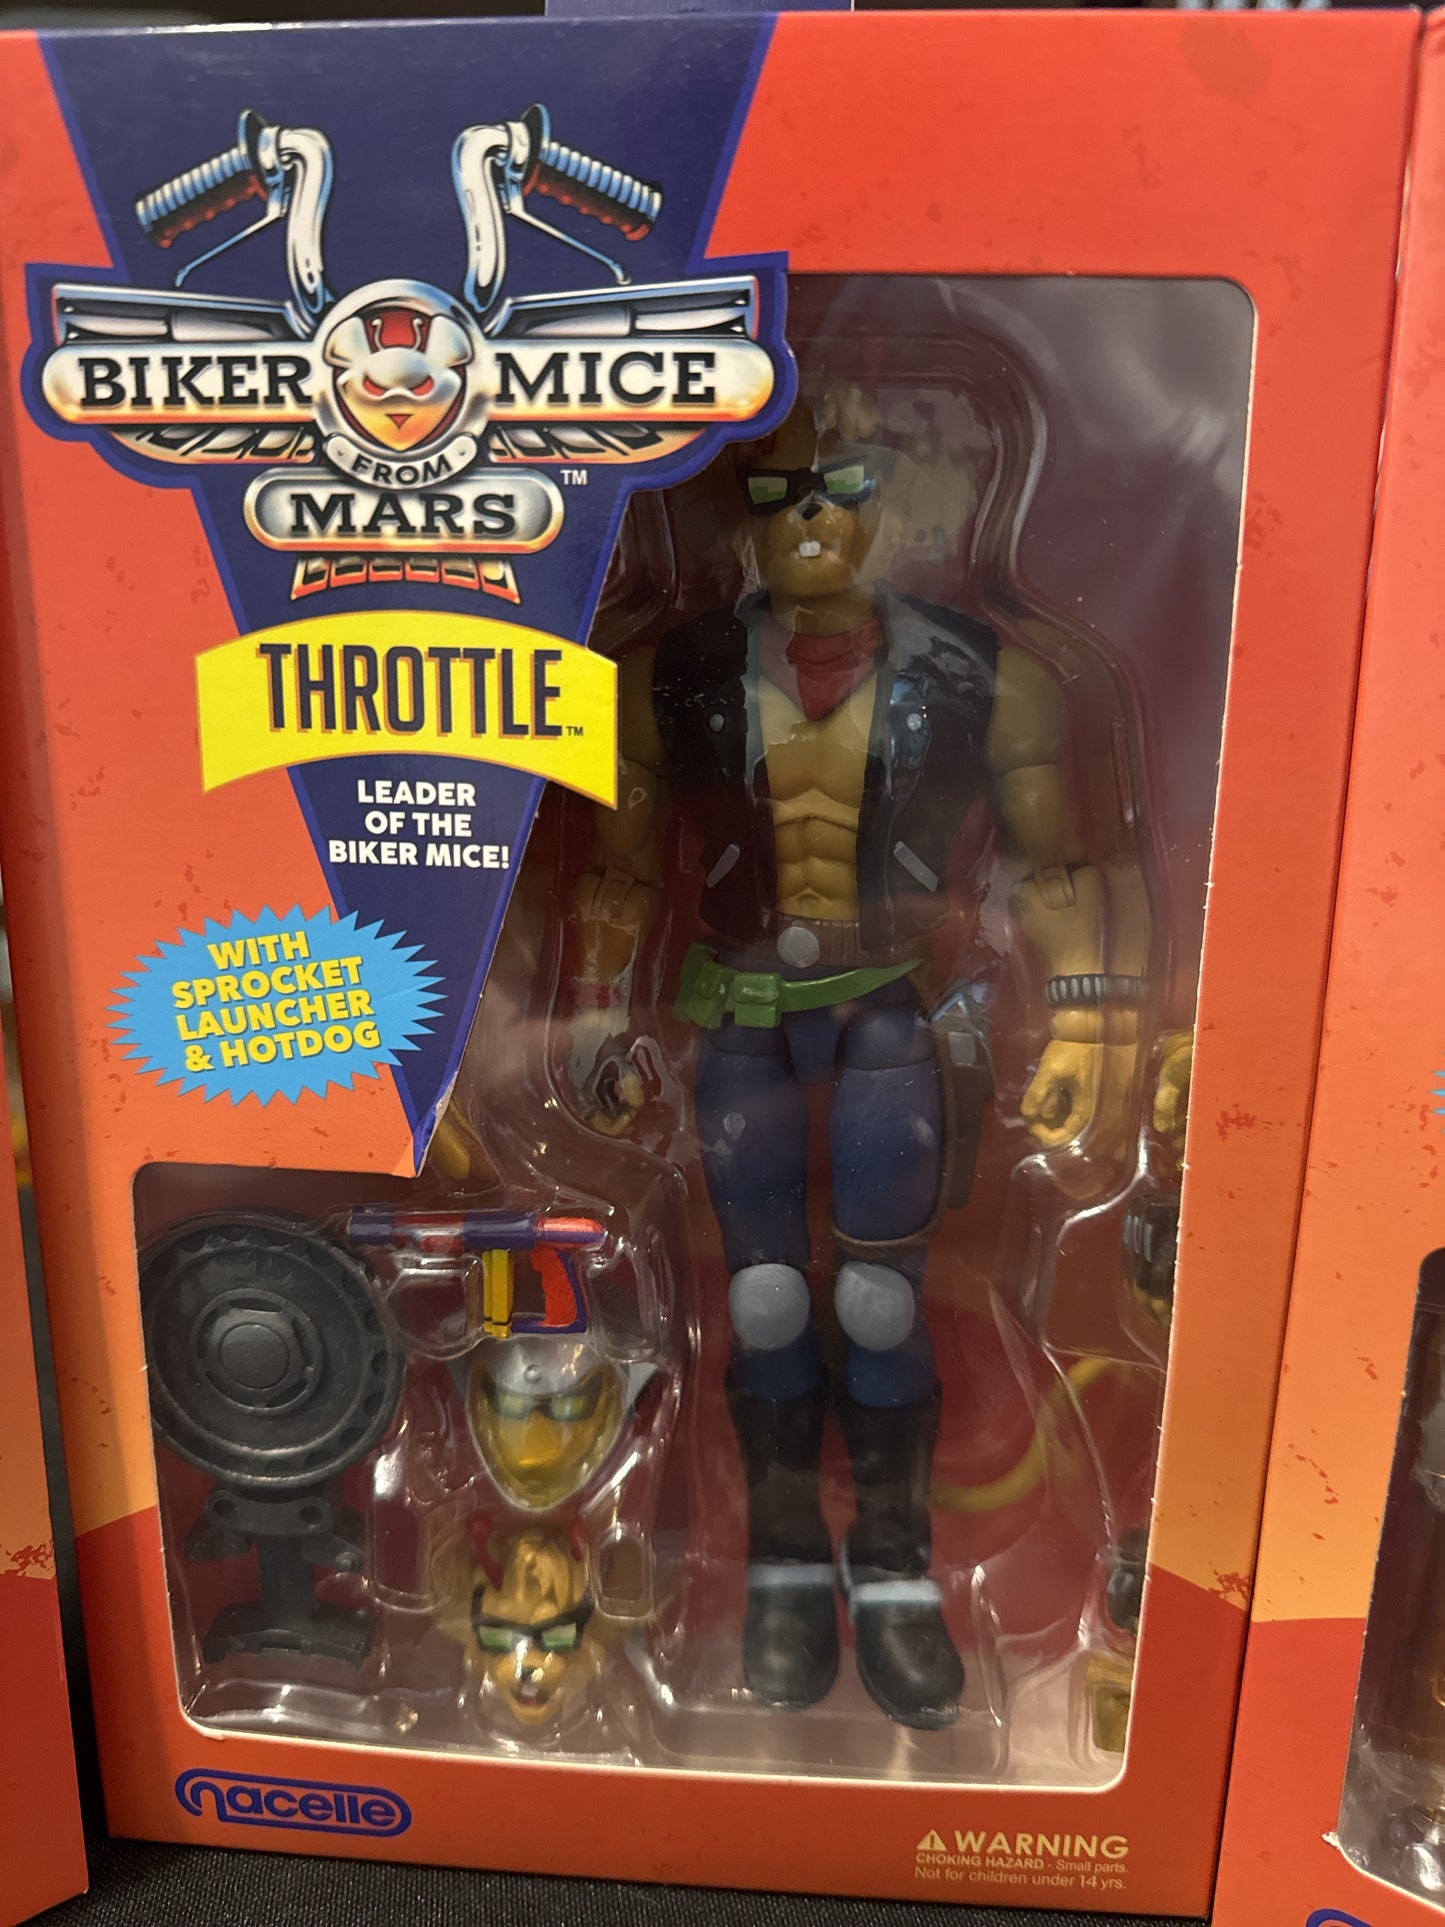 BIKER MICE
FROM
MARS
TM
THROTTLE TM
LEADER
OF THE
BIKER MICE!
WITH
SPROCKET
LAUNCHER
& HOTDOG
nacelle
WARNING
CHOKING HAZARD - Small parts.
Not for children under 14 yrs.